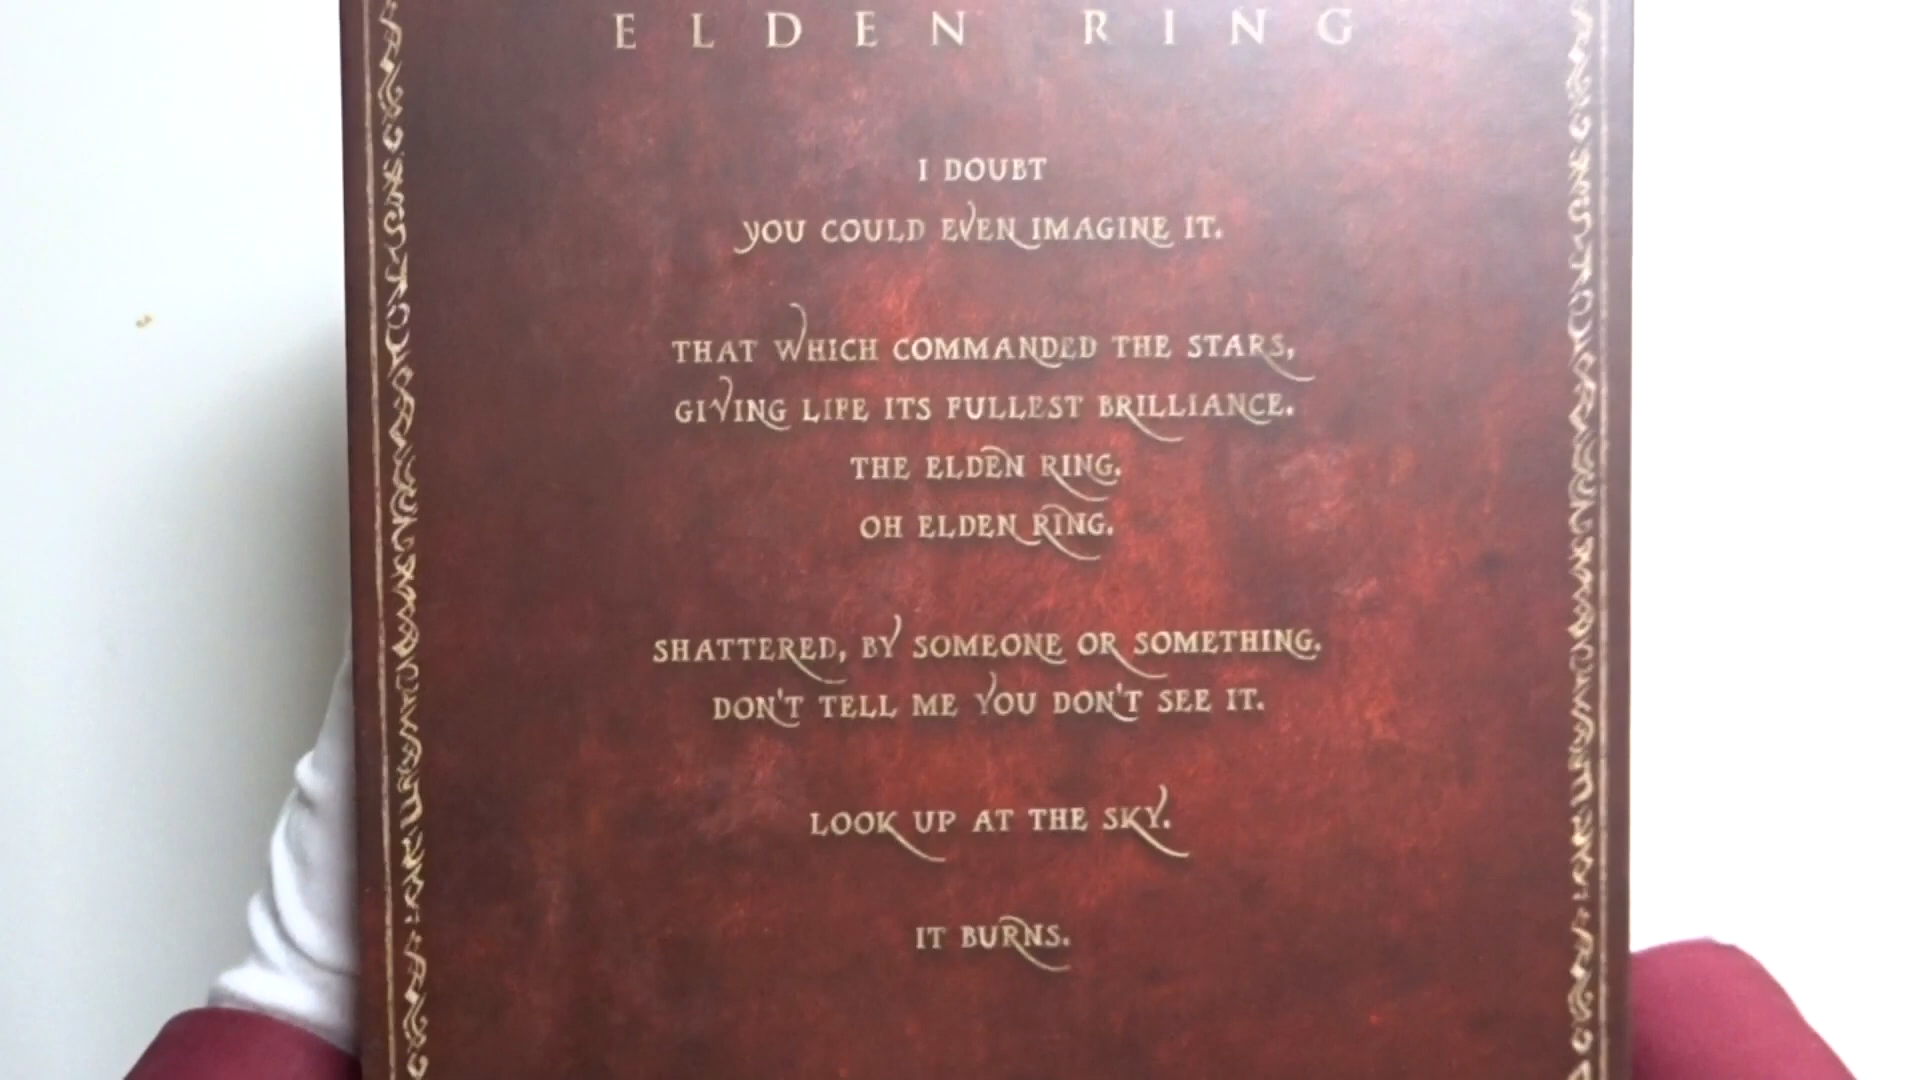 ELDEN RING
I DOUBT
YOU COULD EVEN IMAGINE IT.
THAT WHICH COMMANDED THE STARS,
GIVING LIFE ITS FULLEST BRILLIANCE.
THE ELDEN RING.
OH ELDEN RING.
SHATTERED, BY SOMEONE OR SOMETHING.
DON'T TELL ME YOU DON'T SEE IT.
LOOK UP AT THE SKY.
IT BURNS.